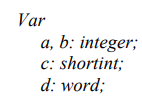 Var
a, b: integer;
c: shortint;
d: word;